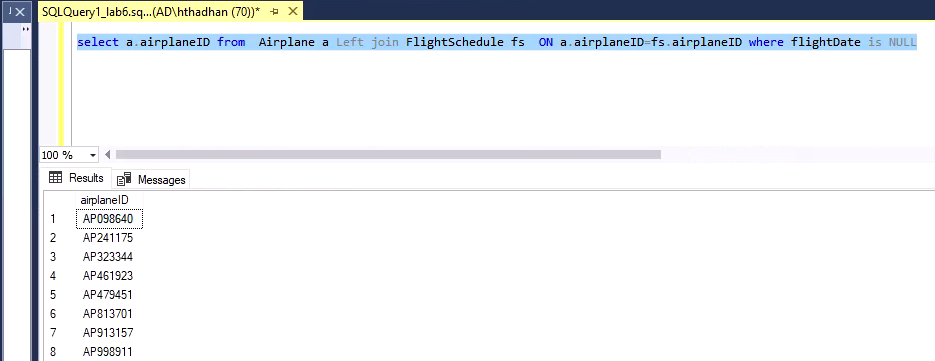 SQLQuery1_lab6.sq...(AD\hthadhan (70))*
select a.airplaneID from  Airplane a Left join FlightSchedule fs  ON a.airplaneID=fs.airplaneID where flightDate is NULL
100 %
Results Messages
airplaneID
1 AP098640
2 AP241175
3 AP323344
4 AP461923
5 AP479451
6 AP813701
7 AP913157
8 AP998911